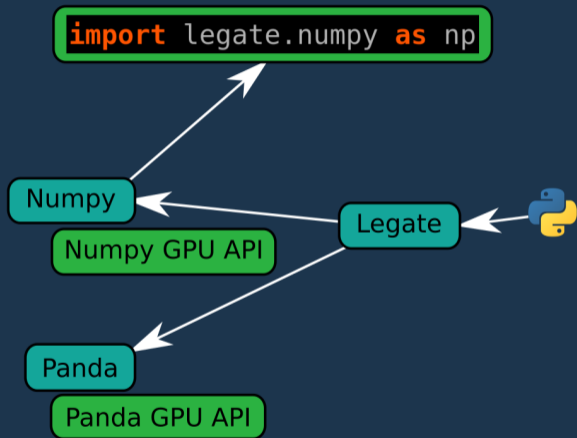 import legate.numpy as np
Numpy
Legate
Numpy GPU API
Panda
Panda GPU API